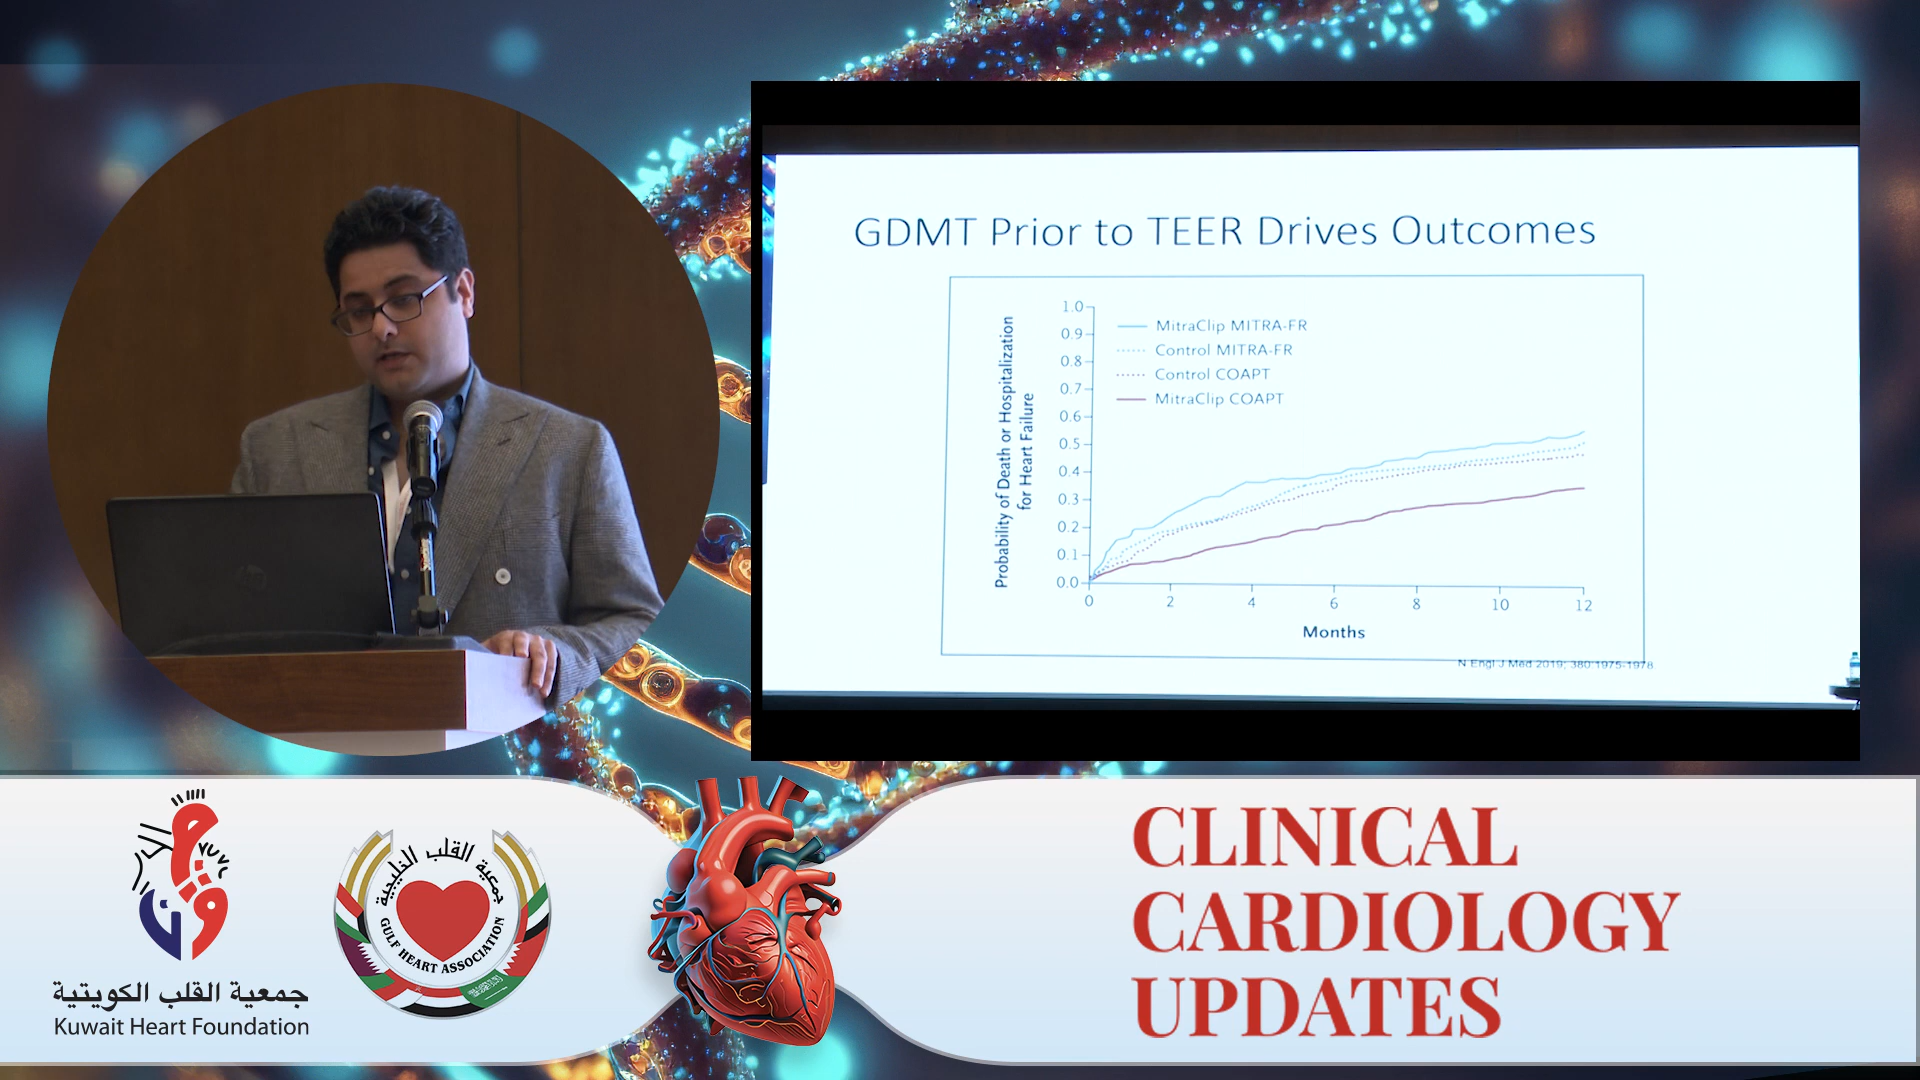 GDMT Prior to TEER Drives Outcomes
Probability of Death or Hospitalization
for Heart Failure
1.0
0.9
0.8
0.7
0.6
0.5
0.4
0.3
0.2
0.1
0.0
MitraClip MITRA-FR
Control MITRA-FR
Control COAPT
MitraClip COAPT
0 2 4 6 8 10 12
Months
N Engl J Med 2019; 380:1975-1978
جمعية القلب الكويتية
Kuwait Heart Foundation
جمعية القلب الخليجية
GULF HEART ASSOCIATION
CLINICAL
CARDIOLOGY
UPDATES